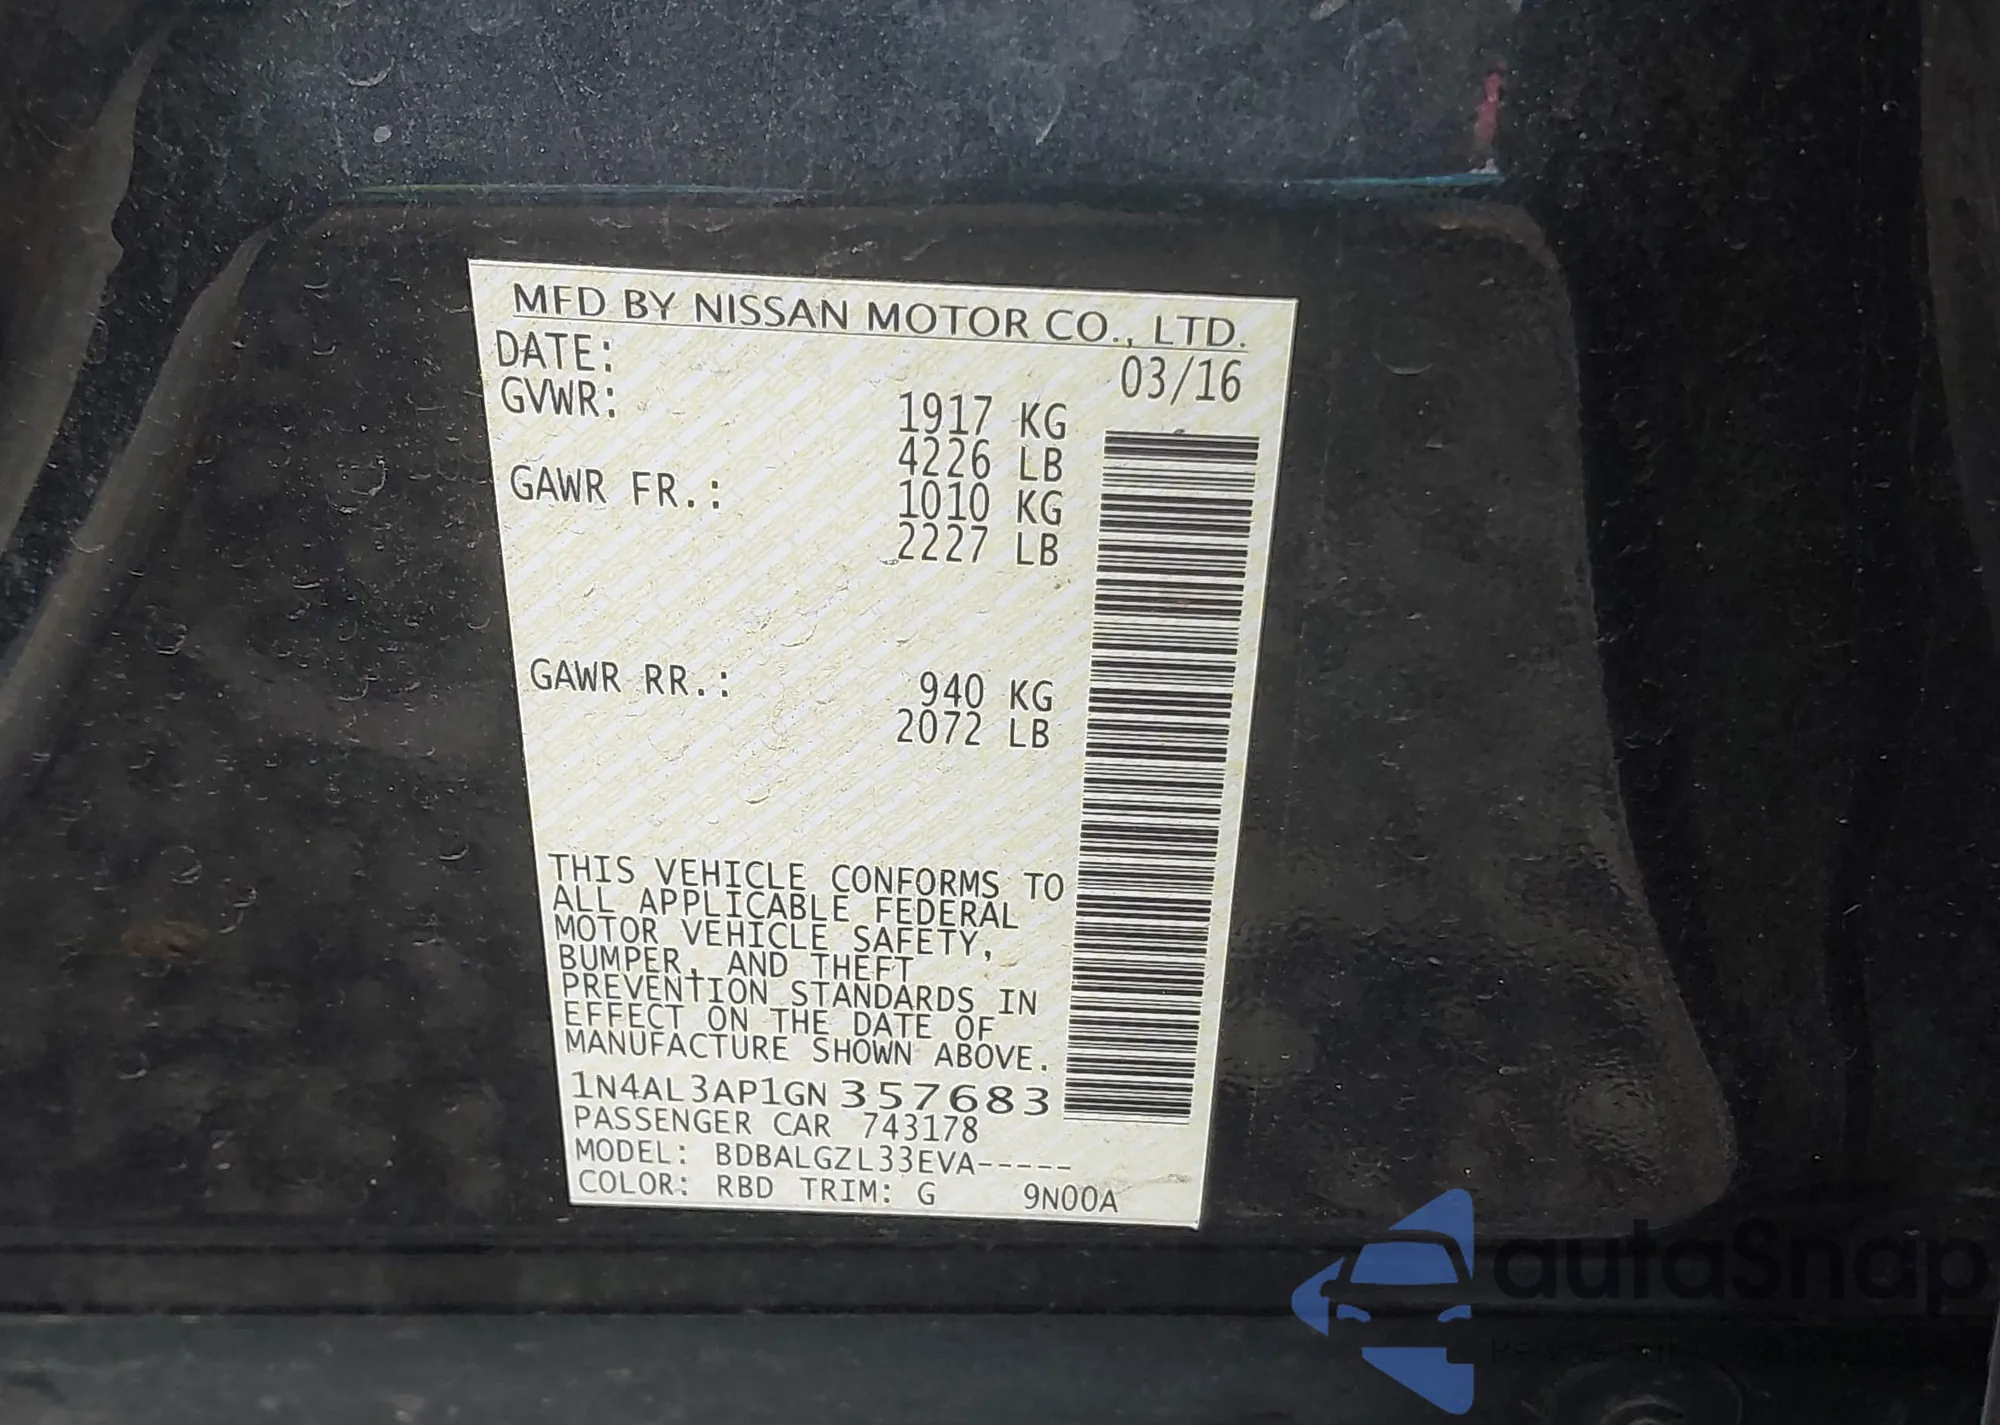 MFD BY NISSAN MOTOR CO., LTD.
DATE: 03/16
GVWR: 1917 KG
4226 LB
GAWR FR.: 1010 KG
2227 LB
GAWR RR.: 940 KG
2072 LB
THIS VEHICLE CONFORMS TO
ALL APPLICABLE FEDERAL
MOTOR VEHICLE SAFETY,
BUMPER, AND THEFT
PREVENTION STANDARDS IN
EFFECT ON THE DATE OF
MANUFACTURE SHOWN ABOVE.
1N4AL3AP1GN357683
PASSENGER CAR 743178
MODEL: BDBALGZL33EVA-----
COLOR: RBD TRIM: G 9N00A
autaSnap